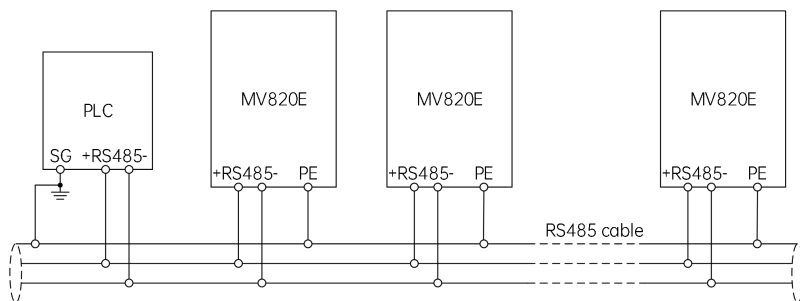 PLC
SG +RS485-
MV820E
+RS485- PE
MV820E
+RS485- PE
MV820E
+RS485- PE
RS485 cable